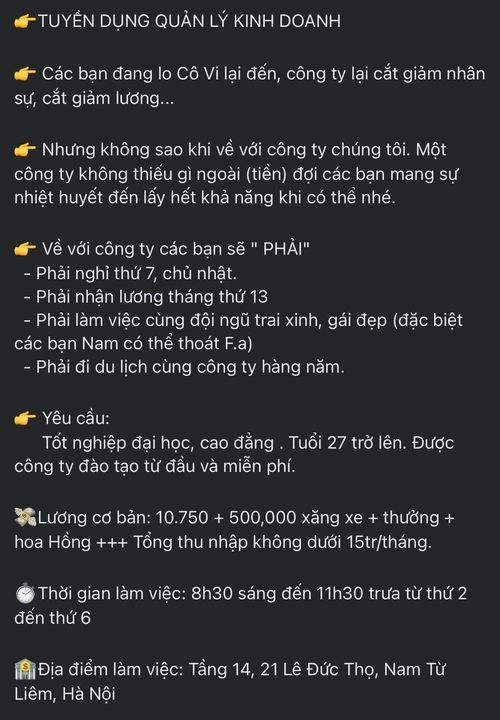 👉TUYỂN DỤNG QUẢN LÝ KINH DOANH
👉 Các bạn đang lo Cô Vi lại đến, công ty lại cắt giảm nhân
sự, cắt giảm lương...
👉 Nhưng không sao khi về với công ty chúng tôi. Một
công ty không thiếu gì ngoài (tiền) đợi các bạn mang sự
nhiệt huyết đến lấy hết khả năng khi có thể nhé.
👉 Về với công ty các bạn sẽ " PHẢI"
- Phải nghỉ thứ 7, chủ nhật.
- Phải nhận lương tháng thứ 13
- Phải làm việc cùng đội ngũ trai xinh, gái đẹp (đặc biệt
các bạn Nam có thể thoát F.a)
- Phải đi du lịch cùng công ty hàng năm.
👉 Yêu cầu:
Tốt nghiệp đại học, cao đẳng . Tuổi 27 trở lên. Được
công ty đào tạo từ đầu và miễn phí.
💸Lương cơ bản: 10.750 + 500,000 xăng xe + thưởng +
hoa Hồng +++ Tổng thu nhập không dưới 15tr/tháng.
⏱Thời gian làm việc: 8h30 sáng đến 11h30 trưa từ thứ 2
đến thứ 6
🏦Địa điểm làm việc: Tầng 14, 21 Lê Đức Thọ, Nam Từ
Liêm, Hà Nội